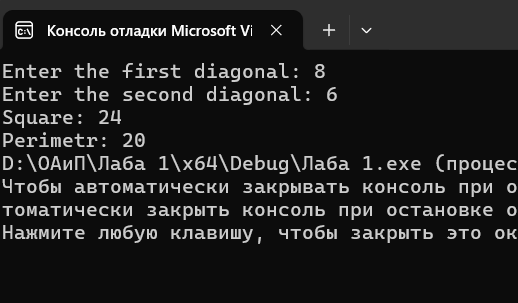 Консоль отладки Microsoft Vi
Enter the first diagonal: 8
Enter the second diagonal: 6
Square: 24
Perimetr: 20
D:\ОАиП\Лаба 1\x64\Debug\Лаба 1.exe (процес
Чтобы автоматически закрывать консоль при о
томатически закрыть консоль при остановке о
Нажмите любую клавишу, чтобы закрыть это ок